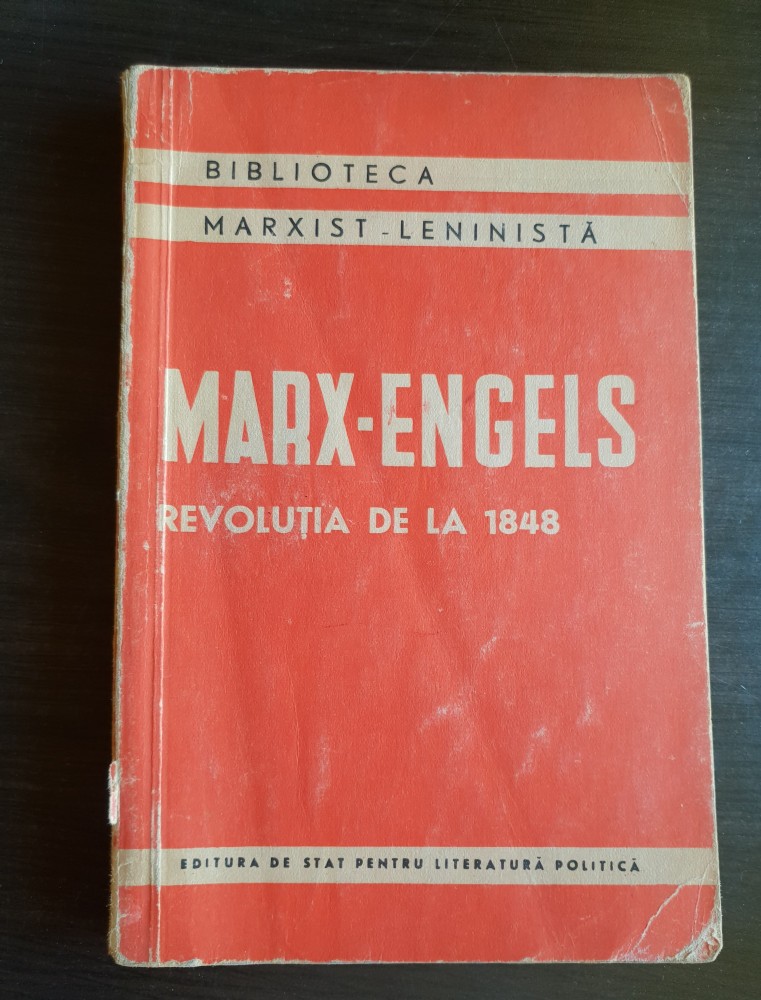 BIBLIOTECA
MARXIST-LENINISTĂ
MARX-ENGELS
REVOLUȚIA DE LA 1848
EDITURA DE STAT PENTRU LITERATURĂ POLITICĂ